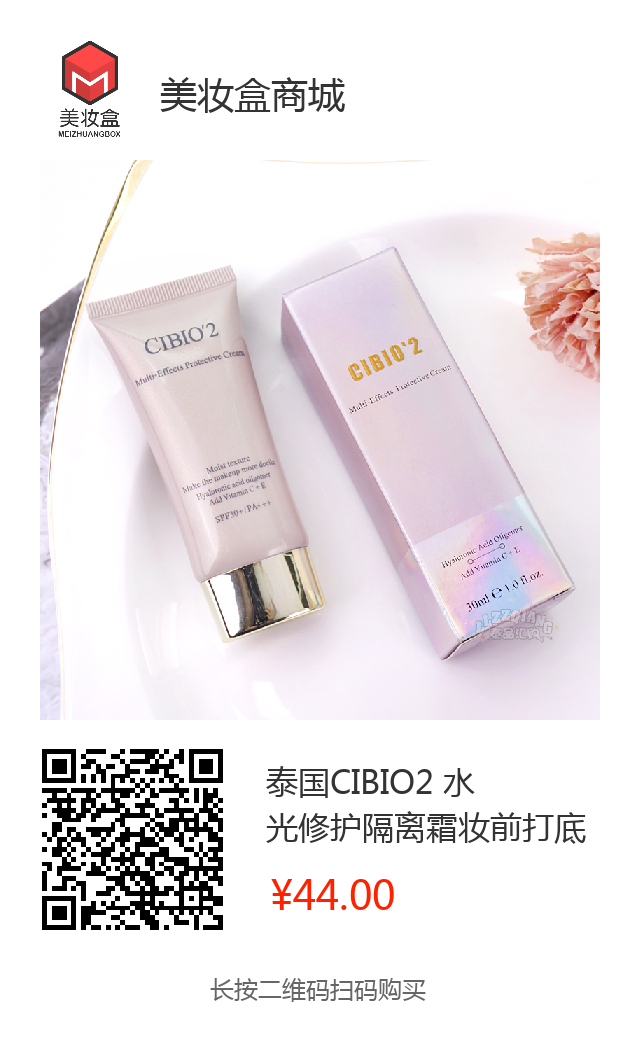 美妆盒
MEIZHUANGBOX
美妆盒商城
CIBIO'2
Multi-Effects Protective Cream
Moist texture
Make the makeup more docile
Hyaluronic acid oligomer
Add Vitamin C + E
SPF30+/PA+++
CIBIO'2
Multi-Effects Protective Cream
Hyaluronic Acid Oligomer
Add Vitamin C + E
30ml e 1.0 fl.oz.
泰国CIBIO2 水
光修护隔离霜妆前打底
¥44.00
长按二维码扫码购买